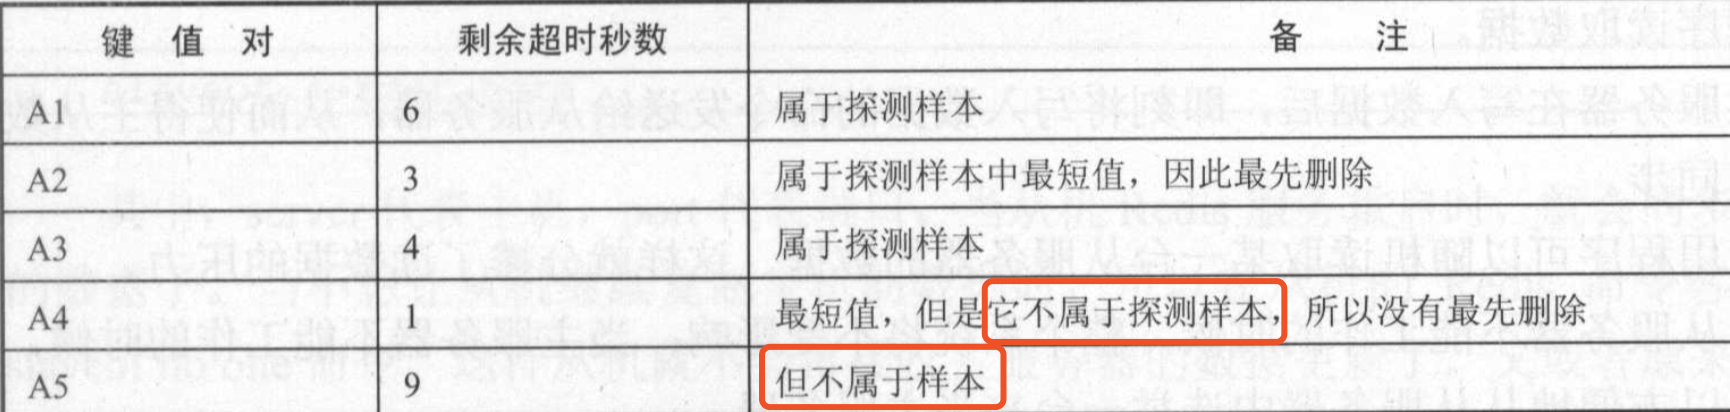 键 值 对 剩余超时秒数 备 注
A1 6 属于探测样本
A2 3 属于探测样本中最短值，因此最先删除
A3 4 属于探测样本
A4 1 最短值，但是它不属于探测样本，所以没有最先删除
A5 9 但不属于样本